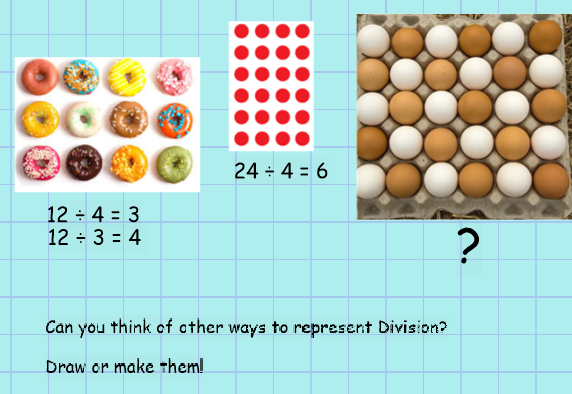 24 ÷ 4 = 6
12 ÷ 4 = 3
12 ÷ 3 = 4
?
Can you think of other ways to represent Division?
Draw or make them!